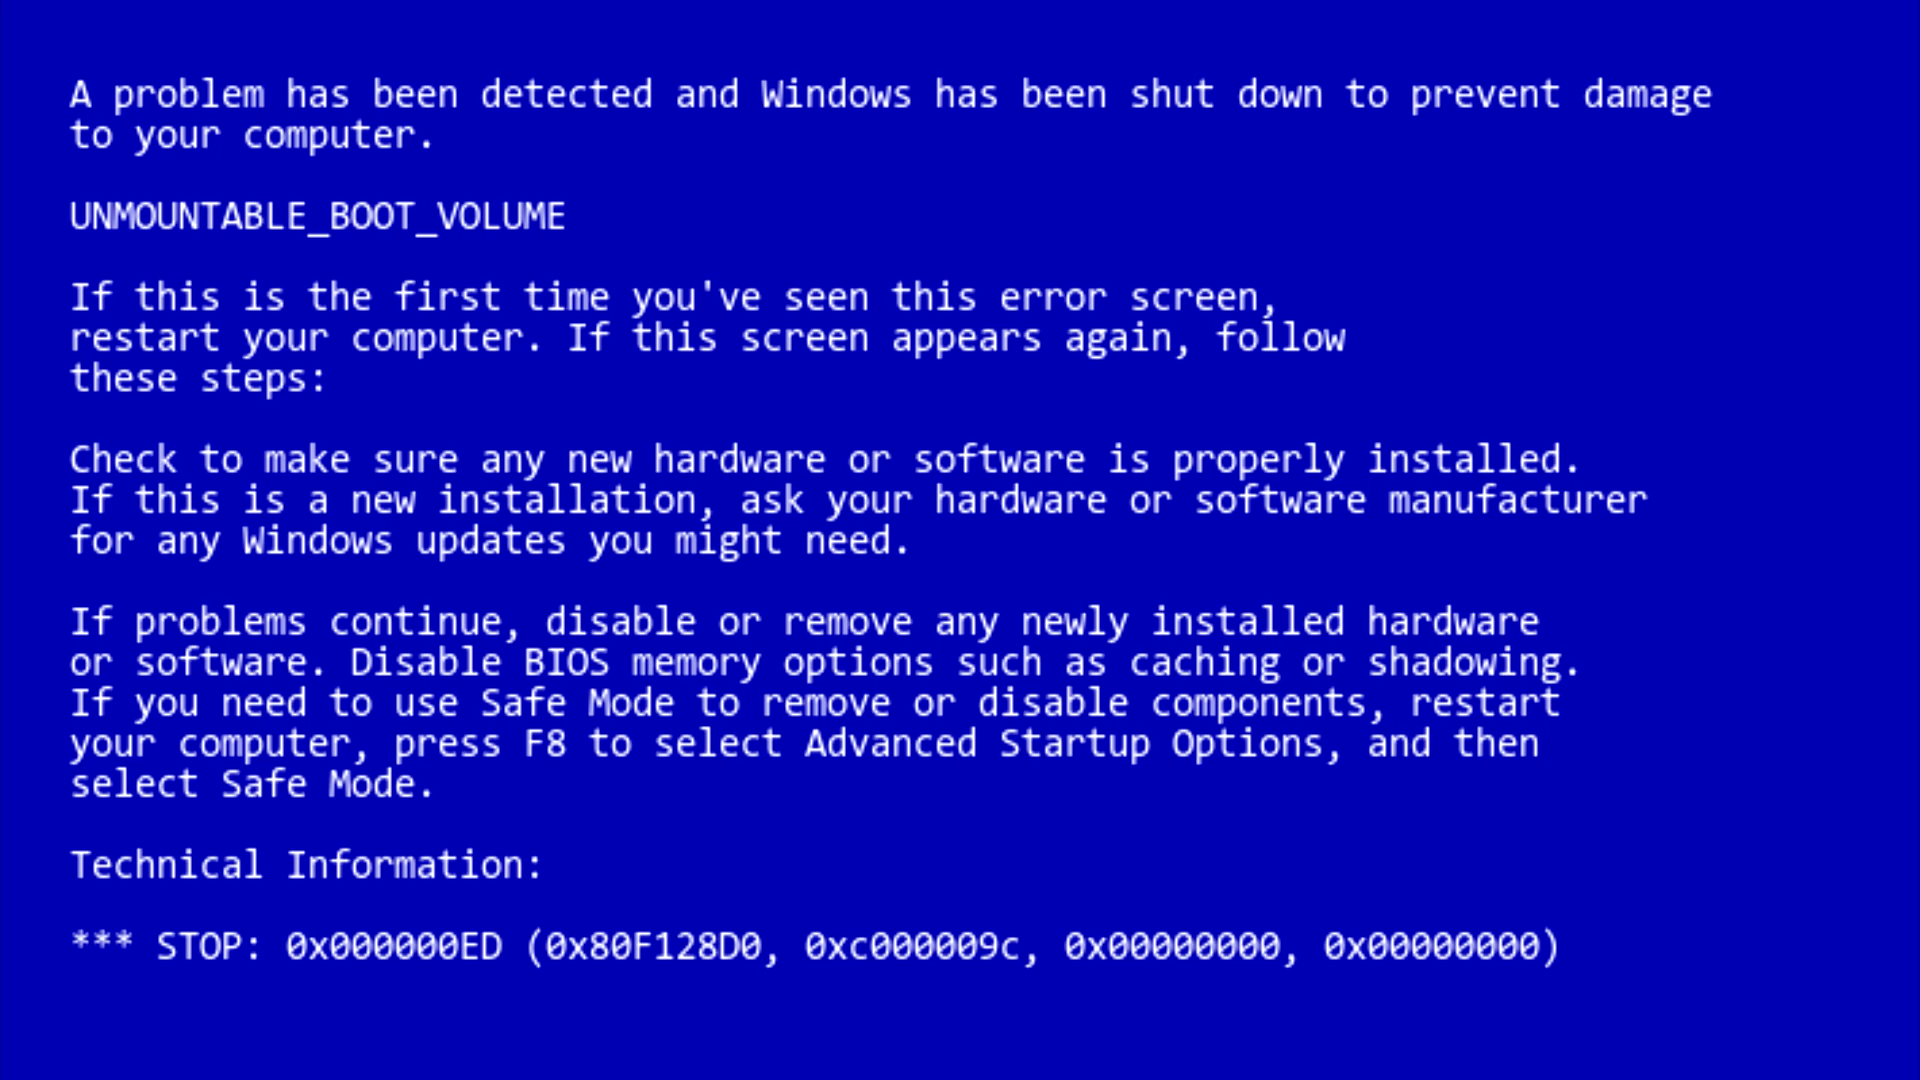 A problem has been detected and Windows has been shut down to prevent damage
to your computer.
UNMOUNTABLE_BOOT_VOLUME
If this is the first time you've seen this error screen,
restart your computer. If this screen appears again, follow
these steps:
Check to make sure any new hardware or software is properly installed.
If this is a new installation, ask your hardware or software manufacturer
for any Windows updates you might need.
If problems continue, disable or remove any newly installed hardware
or software. Disable BIOS memory options such as caching or shadowing.
If you need to use Safe Mode to remove or disable components, restart
your computer, press F8 to select Advanced Startup Options, and then
select Safe Mode.
Technical Information:
*** STOP: 0x000000ED (0x80F128D0, 0xc000009c, 0x00000000, 0x00000000)